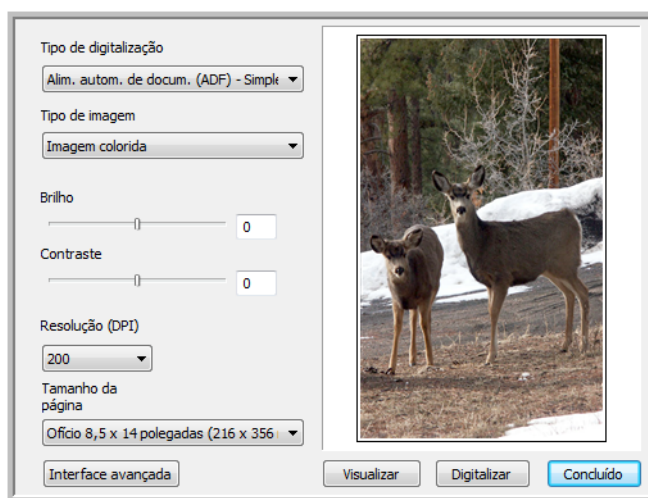 Tipo de digitalização
Alim. autom. de docum. (ADF) - Simple
Tipo de imagem
Imagem colorida
Brilho
0
Contraste
0
Resolução (DPI)
200
Tamanho da
página
Ofício 8,5 x 14 polegadas (216 x 356
Interface avançada
Visualizar
Digitalizar
Concluído